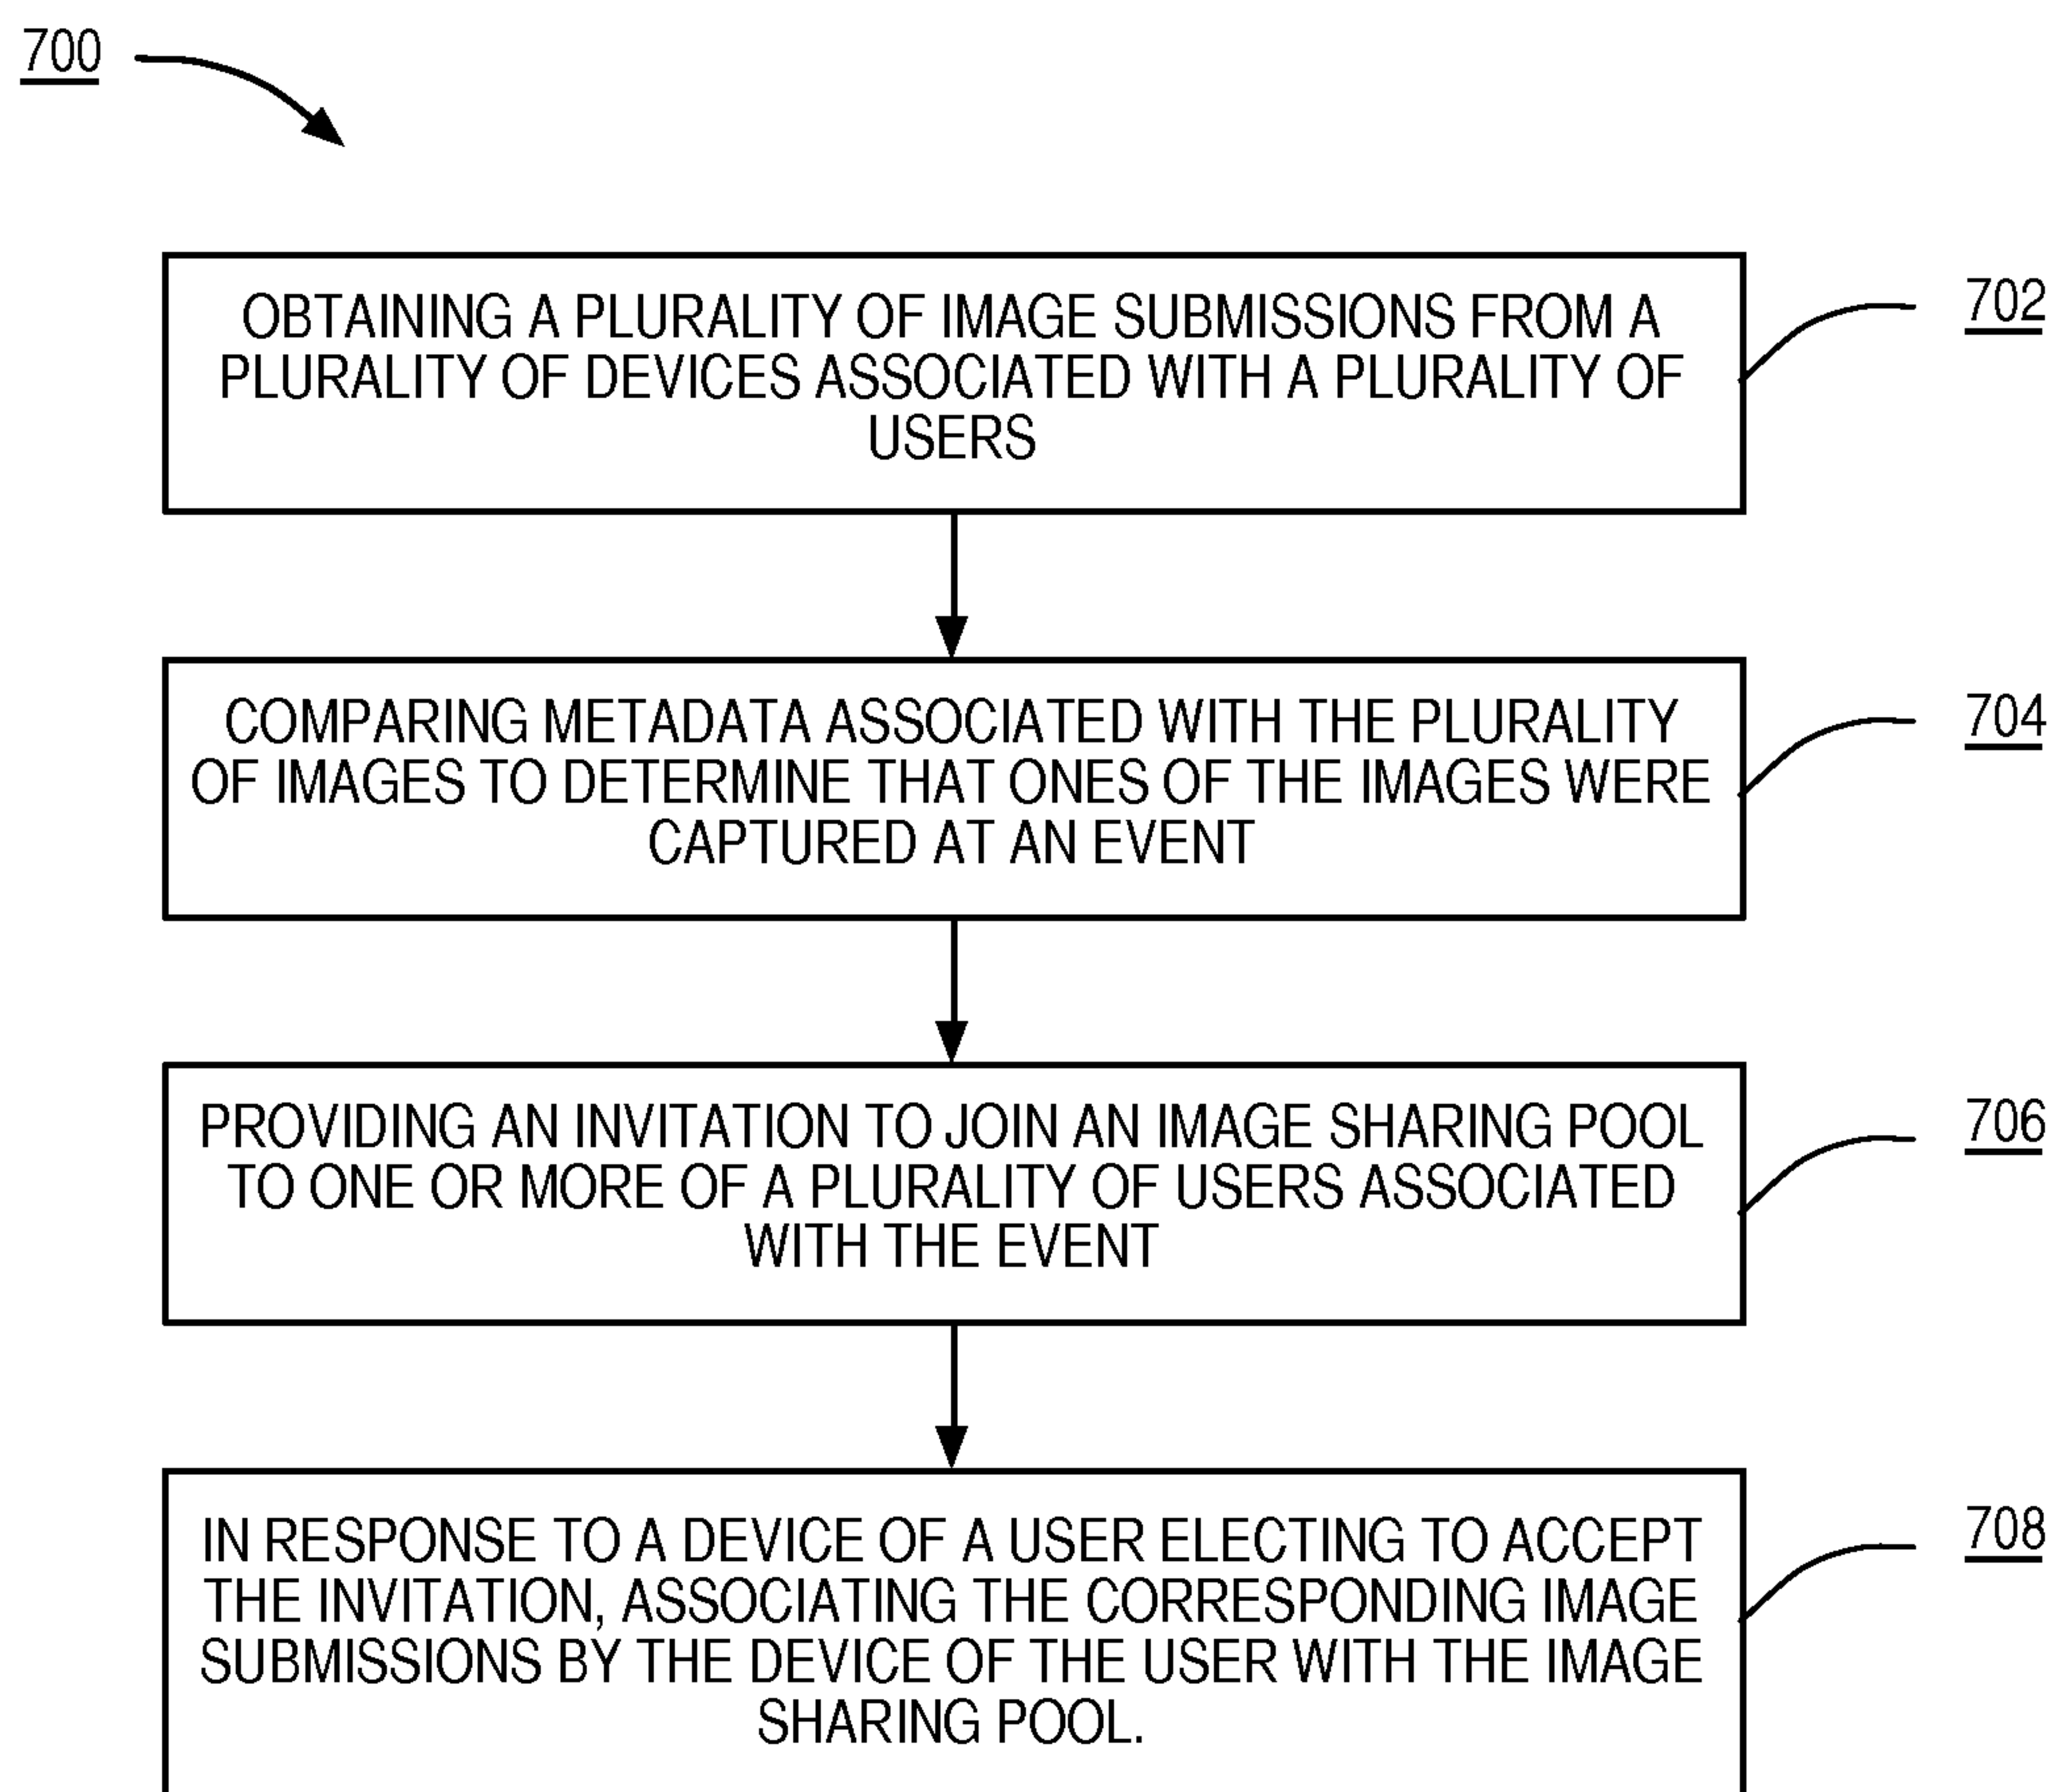 700
OBTAINING A PLURALITY OF IMAGE SUBMISSIONS FROM A
PLURALITY OF DEVICES ASSOCIATED WITH A PLURALITY OF
USERS
702
COMPARING METADATA ASSOCIATED WITH THE PLURALITY
OF IMAGES TO DETERMINE THAT ONES OF THE IMAGES WERE
CAPTURED AT AN EVENT
704
PROVIDING AN INVITATION TO JOIN AN IMAGE SHARING POOL
TO ONE OR MORE OF A PLURALITY OF USERS ASSOCIATED
WITH THE EVENT
706
IN RESPONSE TO A DEVICE OF A USER ELECTING TO ACCEPT
THE INVITATION, ASSOCIATING THE CORRESPONDING IMAGE
SUBMISSIONS BY THE DEVICE OF THE USER WITH THE IMAGE
SHARING POOL.
708